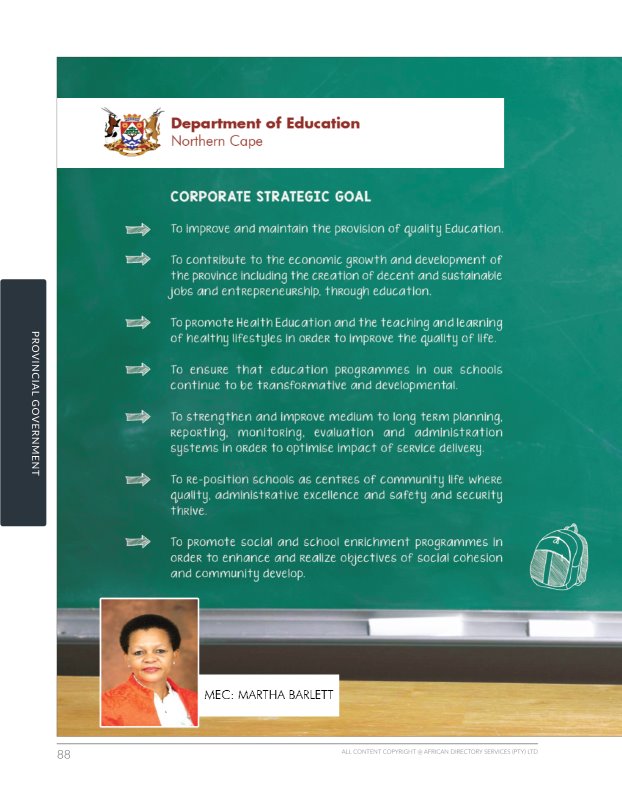 Department of Education
Northern Cape
CORPORATE STRATEGIC GOAL
To improve and maintain the provision of quality Education.
To contribute to the economic growth and development of
the province including the creation of decent and sustainable
jobs and entrepreneurship, through education.
To promote Health Education and the teaching and learning
of healthy lifestyles in order to improve the quality of life.
To ensure that education programmes in our schools
continue to be transformative and developmental.
To strengthen and improve medium to long term planning,
reporting, monitoring, evaluation and administration
systems in order to optimise impact of service delivery.
To re-position schools as centres of community life where
quality, administrative excellence and safety and security
thrive.
To promote social and school enrichment programmes in
order to enhance and realize objectives of social cohesion
and community develop.
PROVINCIAL GOVERNMENT
MEC: MARTHA BARLETT
88
ALL CONTENT COPYRIGHT @ AFRICAN DIRECTORY SERVICES (PTY) LTD